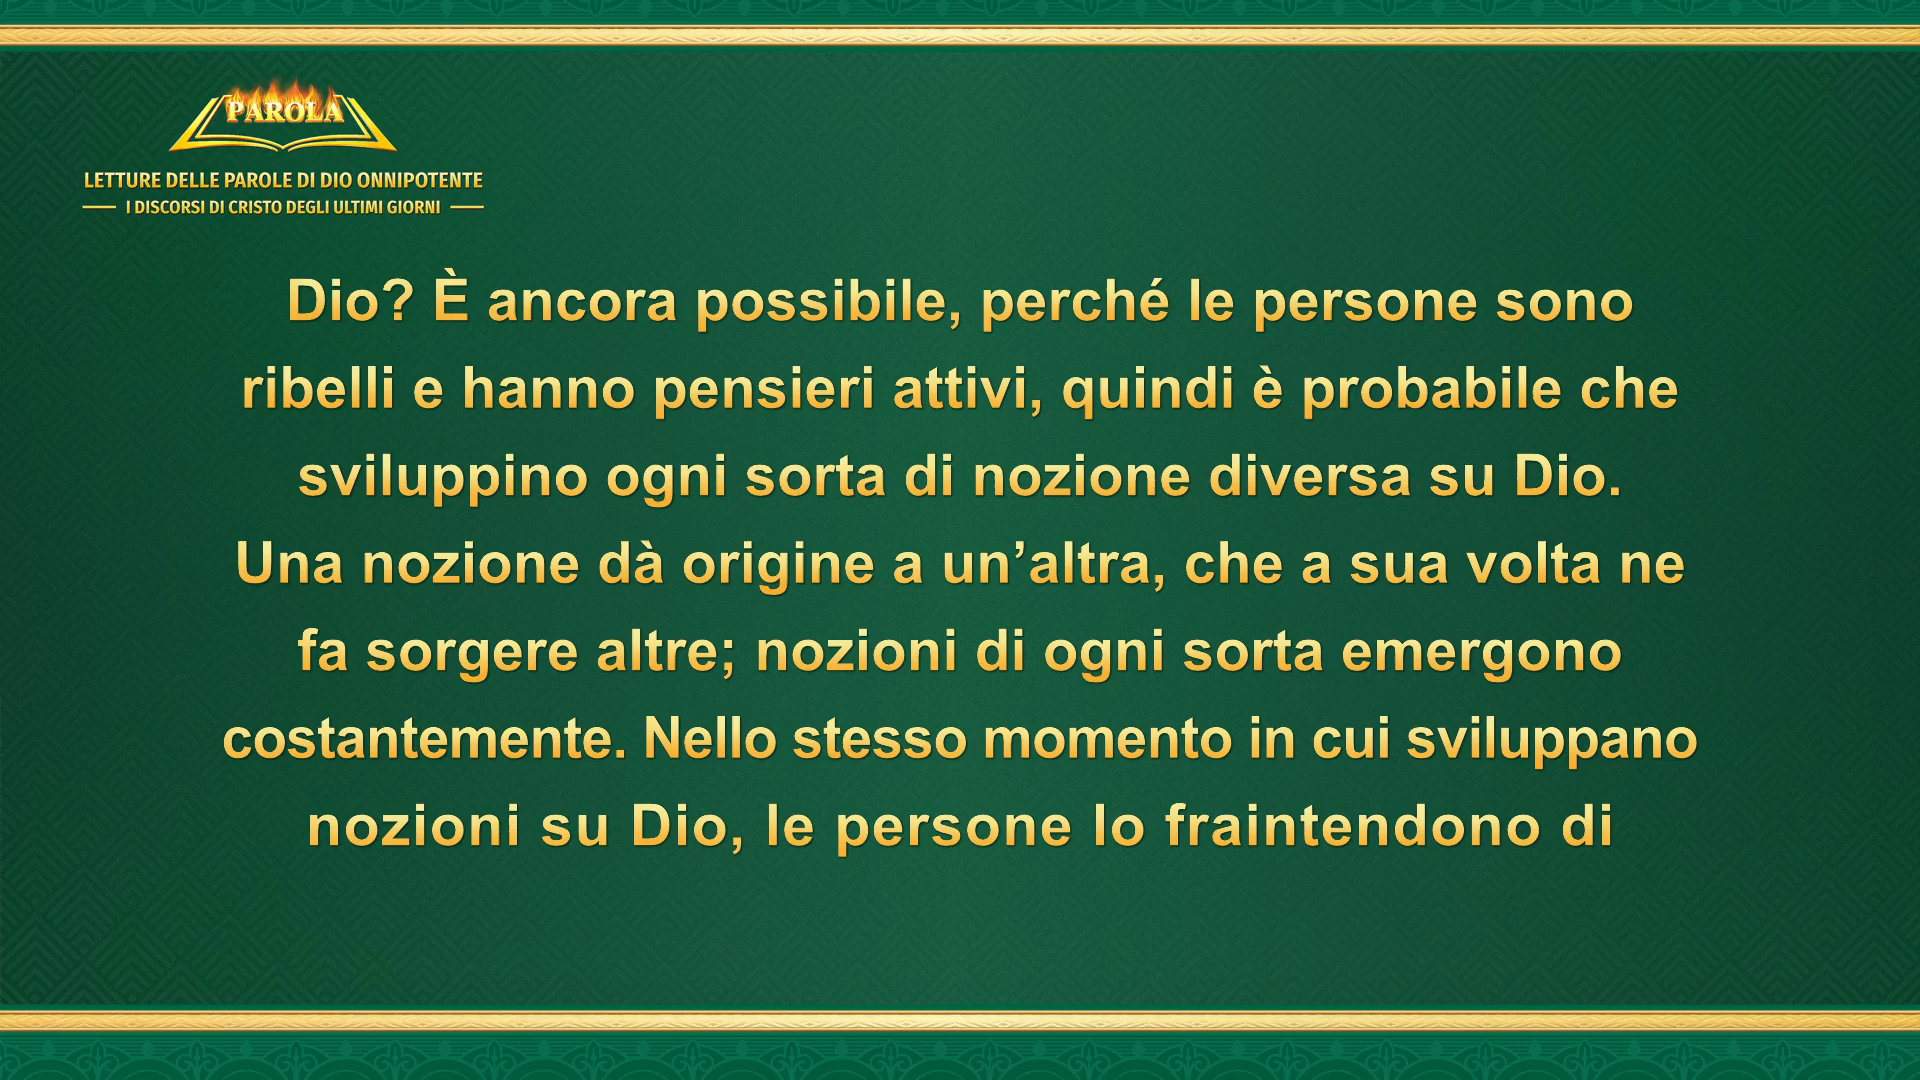 PAROLA
LETTURE DELLE PAROLE DI DIO ONNIPOTENTE
I DISCORSI DI CRISTO DEGLI ULTIMI GIORNI
Dio? È ancora possibile, perché le persone sono
ribelli e hanno pensieri attivi, quindi è probabile che
sviluppino ogni sorta di nozione diversa su Dio.
Una nozione dà origine a un’altra, che a sua volta ne
fa sorgere altre; nozioni di ogni sorta emergono
costantemente. Nello stesso momento in cui sviluppano
nozioni su Dio, le persone lo fraintendono di